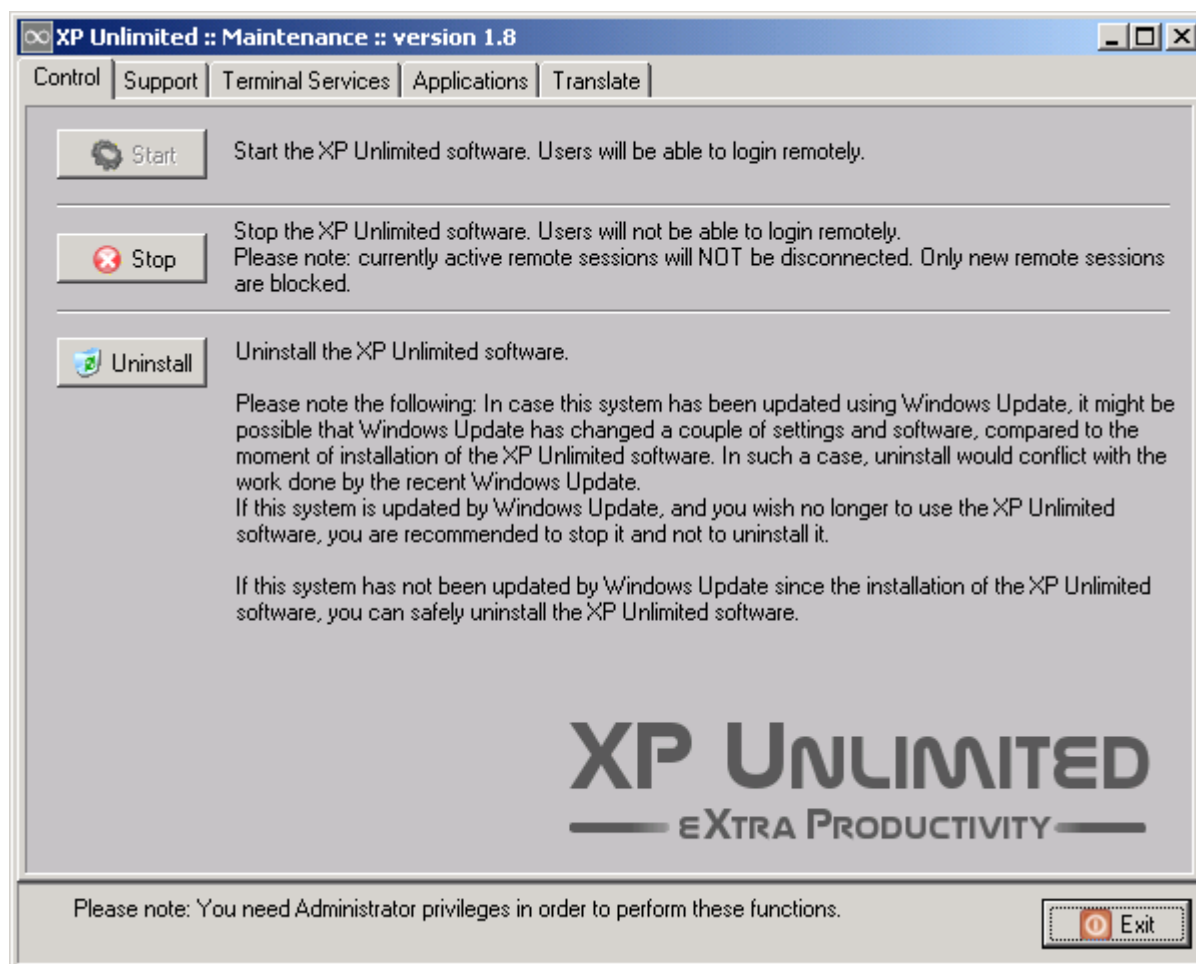 XP Unlimited :: Maintenance :: version 1.8
Control Support Terminal Services Applications Translate
Start
Start the XP Unlimited software. Users will be able to login remotely.
Stop
Stop the XP Unlimited software. Users will not be able to login remotely.
Please note: currently active remote sessions will NOT be disconnected. Only new remote sessions
are blocked.
Uninstall
Uninstall the XP Unlimited software.
Please note the following: In case this system has been updated using Windows Update, it might be
possible that Windows Update has changed a couple of settings and software, compared to the
moment of installation of the XP Unlimited software. In such a case, uninstall would conflict with the
work done by the recent Windows Update.
If this system is updated by Windows Update, and you wish no longer to use the XP Unlimited
software, you are recommended to stop it and not to uninstall it.
If this system has not been updated by Windows Update since the installation of the XP Unlimited
software, you can safely uninstall the XP Unlimited software.
XP UNLIMITED
EXTRA PRODUCTIVITY
Please note: You need Administrator privileges in order to perform these functions.
Exit